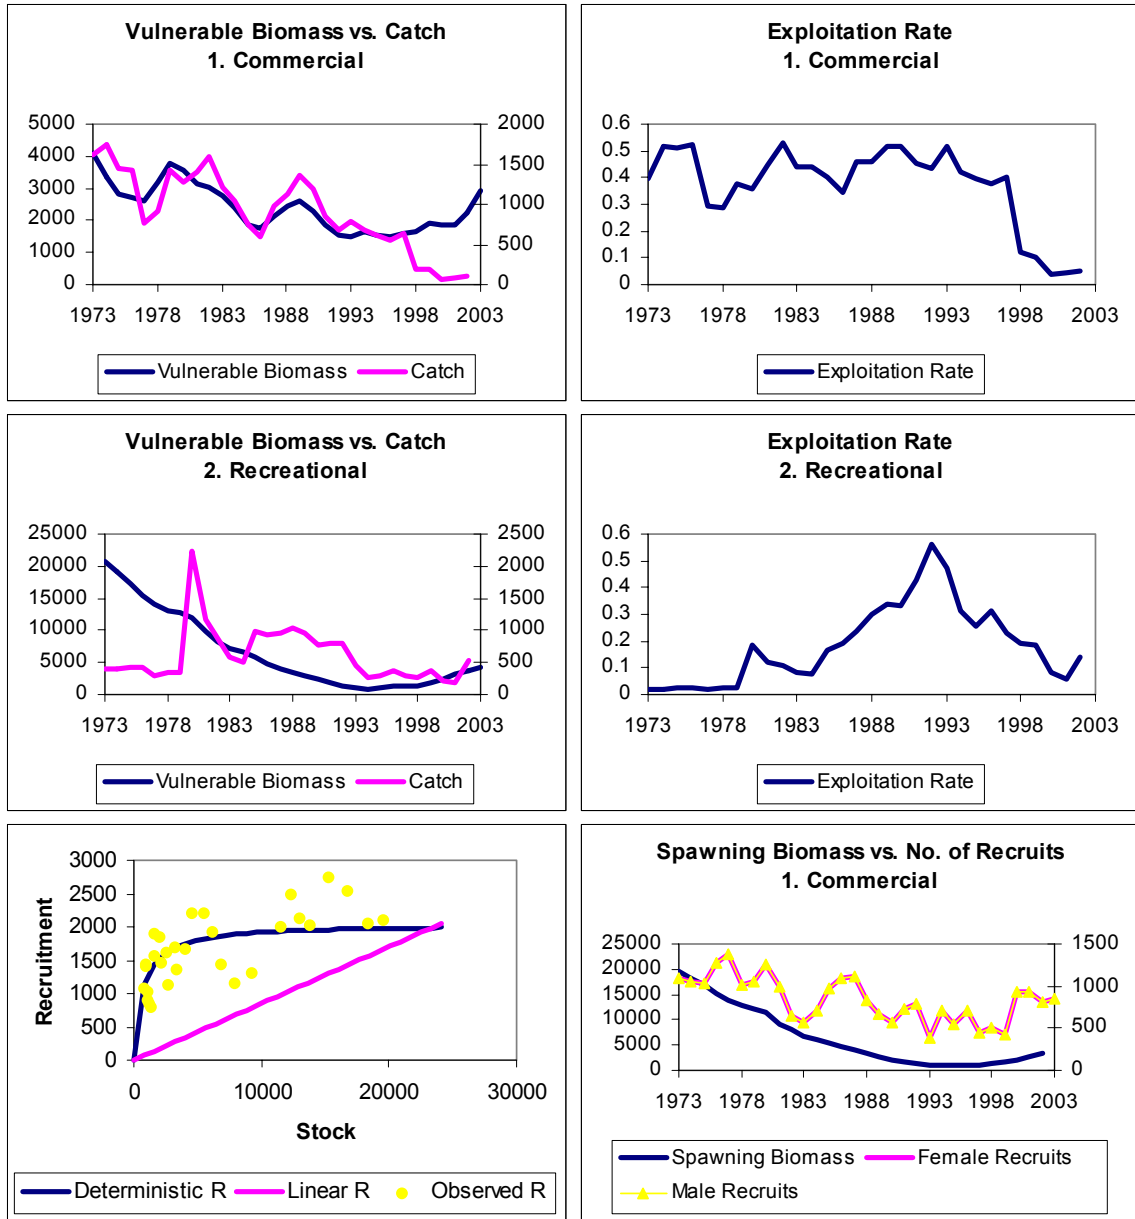 Vulnerable Biomass vs. Catch
1. Commercial
5000 2000
4000 1500
3000 1000
2000 500
1000 0
0
1973 1978 1983 1988 1993 1998 2003
Vulnerable Biomass Catch
Exploitation Rate
1. Commercial
0.6
0.5
0.4
0.3
0.2
0.1
0
1973 1978 1983 1988 1993 1998 2003
Exploitation Rate
Vulnerable Biomass vs. Catch
2. Recreational
25000 2500
20000 2000
15000 1500
10000 1000
5000 500
0 0
1973 1978 1983 1988 1993 1998 2003
Vulnerable Biomass Catch
Exploitation Rate
2. Recreational
0.6
0.5
0.4
0.3
0.2
0.1
0
1973 1978 1983 1988 1993 1998 2003
Exploitation Rate
Recruitment
3000
2500
2000
1500
1000
500
0
0 10000 20000 30000
Stock
Deterministic R Linear R Observed R
Spawning Biomass vs. No. of Recruits
1. Commercial
25000 1500
20000 1000
15000 500
10000 0
5000
0
1973 1978 1983 1988 1993 1998 2003
Spawning Biomass Female Recruits
Male Recruits